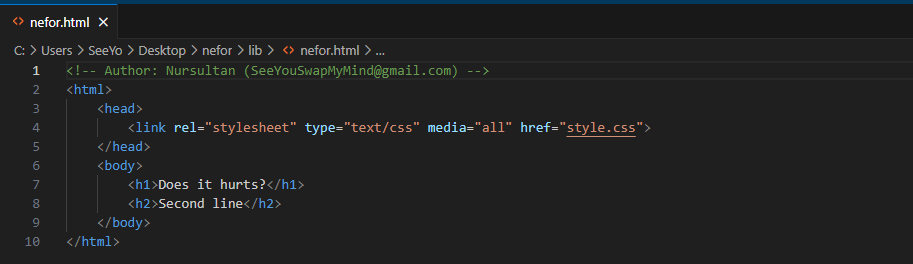 nefor.html
C: > Users > SeeYo > Desktop > nefor > lib > nefor.html > ...
1 <!-- Author: Nursultan (SeeYouSwapMyMind@gmail.com) -->
2 <html>
3     <head>
4         <link rel="stylesheet" type="text/css" media="all" href="style.css">
5     </head>
6     <body>
7         <h1>Does it hurts?</h1>
8         <h2>Second line</h2>
9     </body>
10 </html>